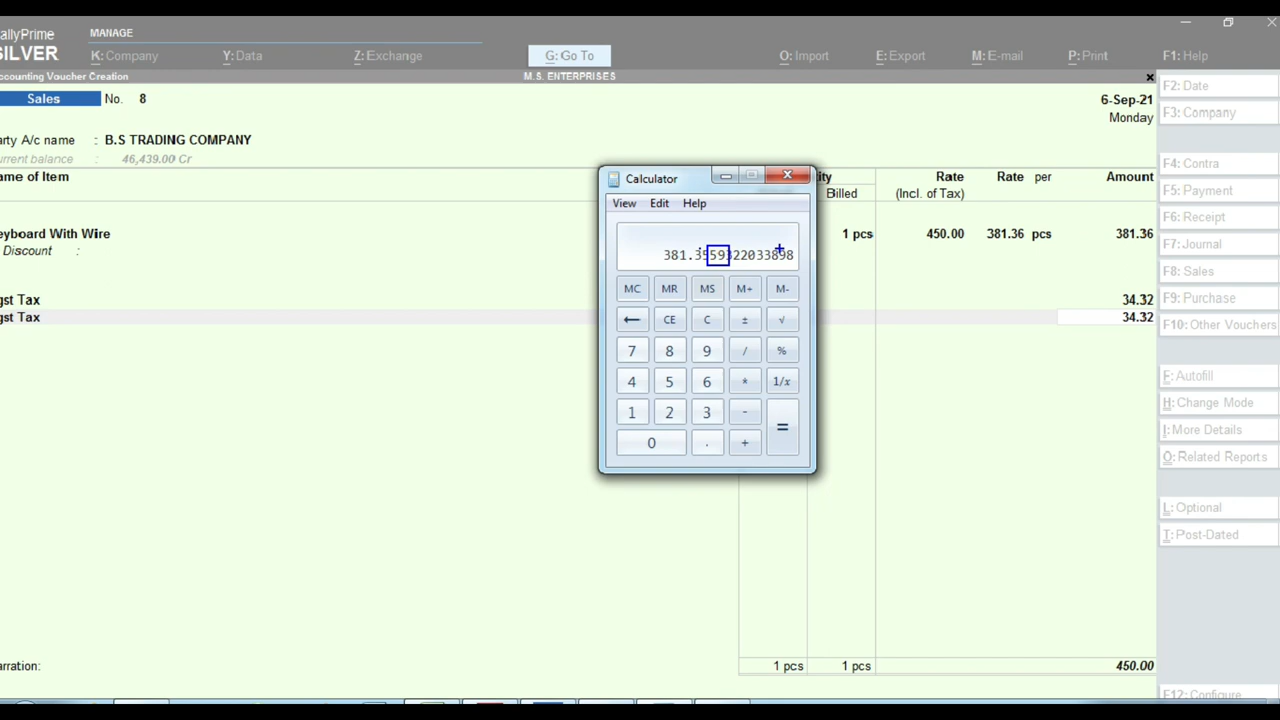 allyPrime
SILVER
MANAGE
K: Company
Y: Data
Z: Exchange
G: Go To
O: Import
E: Export
M: E-mail
P: Print
F1: Help
ccounting Voucher Creation
M.S. ENTERPRISES
Sales No. 8
6-Sep-21
Monday
arty A/c name : B.S TRADING COMPANY
urrent balance : 46,439.00 Cr
ame of Item
ity
Billed
Rate
(Incl. of Tax)
Rate per
Amount
eyboard With Wire
1 pcs 450.00 381.36 pcs 381.36
Discount :
gst Tax 34.32
gst Tax 34.32
Calculator
View Edit Help
381.3559322033898
MC MR MS M+ M-
← CE C ± √
7 8 9 / %
4 5 6 * 1/x
1 2 3 - =
0 . +
arration:
1 pcs 1 pcs 450.00
F2: Date
F3: Company
F4: Contra
F5: Payment
F6: Receipt
F7: Journal
F8: Sales
F9: Purchase
F10: Other Vouchers
E: Autofill
H: Change Mode
I: More Details
O: Related Reports
L: Optional
T: Post-Dated
F12: Configure